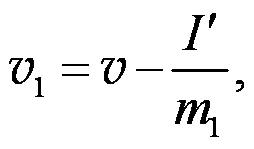 v₁ = v − I′/m₁,